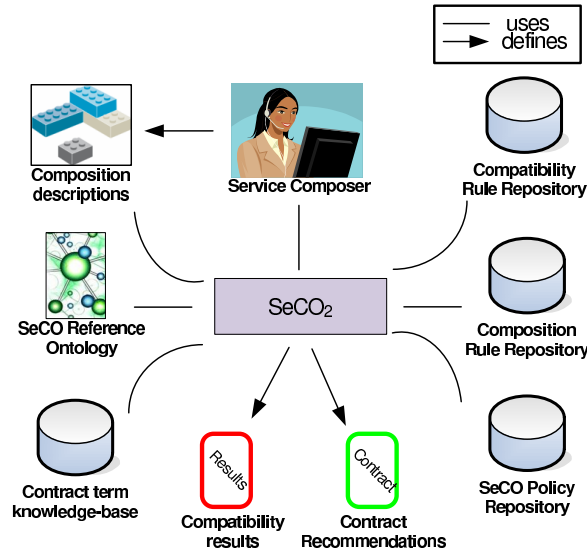 uses
defines
Composition
descriptions
Service Composer
Compatibility
Rule Repository
SeCO Reference
Ontology
SeCO₂
Composition
Rule Repository
Contract term
knowledge-base
Results
Compatibility
results
Contract
Contract
Recommendations
SeCO Policy
Repository